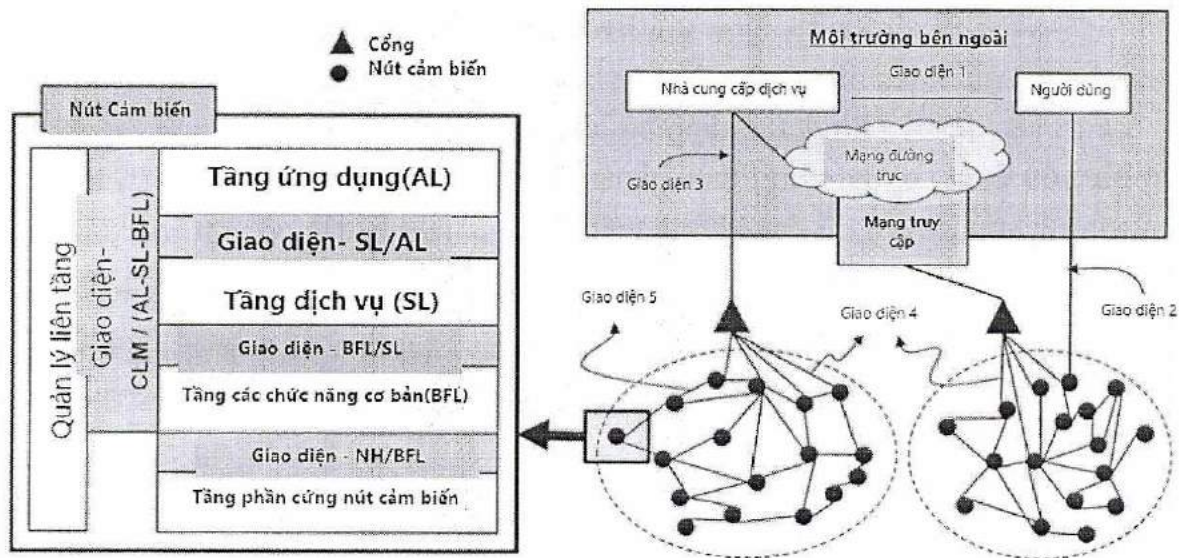 Cổng
Nút cảm biến
Nút Cảm biến
Quản lý liên tầng
Giao diện-
CLM / (AL-SL-BFL)
Tầng ứng dụng(AL)
Giao diện- SL/AL
Tầng dịch vụ (SL)
Giao diện - BFL/SL
Tầng các chức năng cơ bản(BFL)
Giao diện - NH/BFL
Tầng phần cứng nút cảm biến
Môi trường bên ngoài
Giao diện 1
Nhà cung cấp dịch vụ
Người dùng
Mạng đường
trục
Giao diện 3
Mạng truy
cập
Giao diện 5
Giao diện 4
Giao diện 2